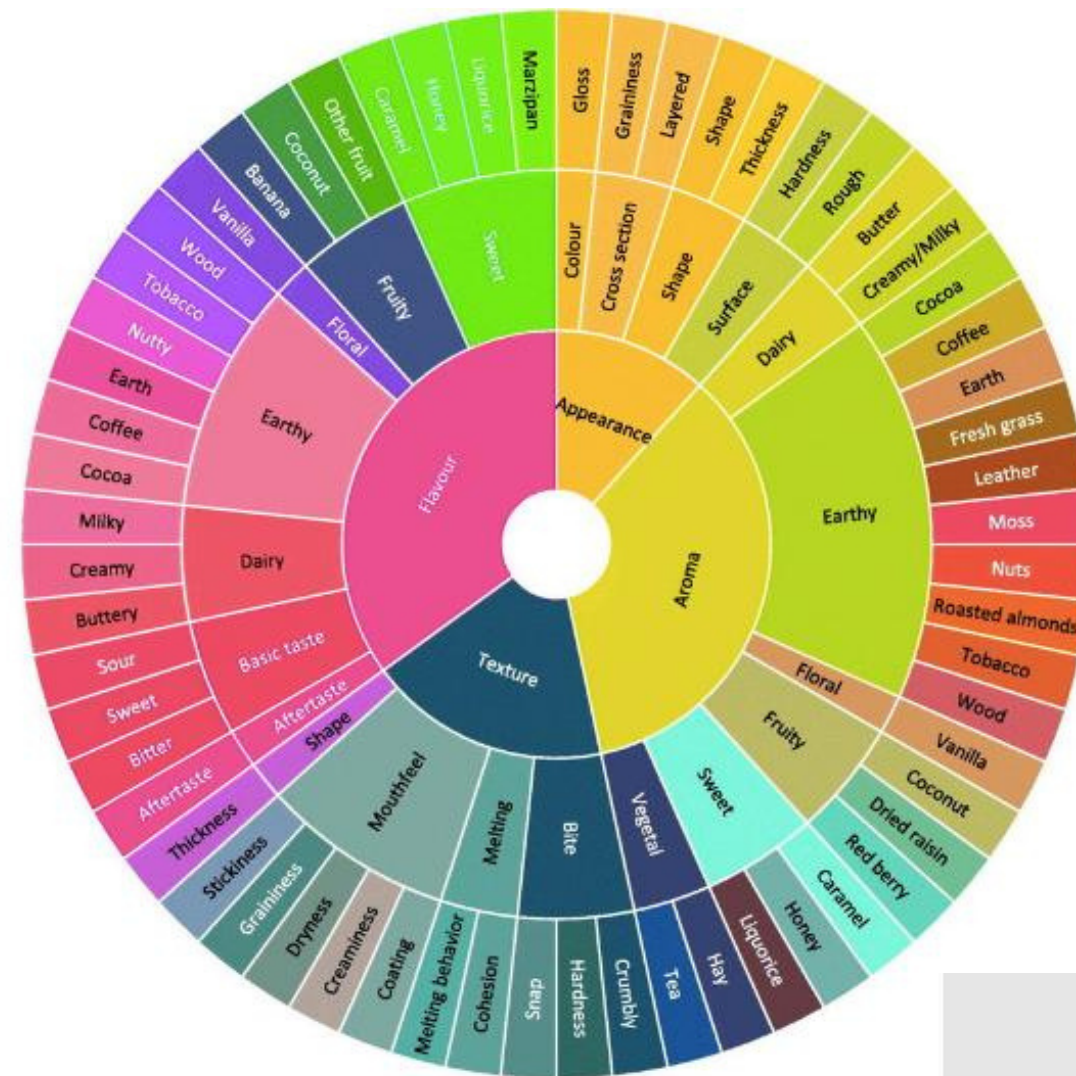 Appearance
Aroma
Texture
Flavour
Colour
Cross section
Shape
Surface
Dairy
Earthy
Floral
Fruity
Sweet
Vegetal
Bite
Melting
Mouthfeel
Shape
Aftertaste
Basic taste
Dairy
Earthy
Floral
Fruity
Sweet
Gloss
Graininess
Layered
Shape
Thickness
Hardness
Rough
Butter
Creamy/Milky
Cocoa
Coffee
Earth
Fresh grass
Leather
Moss
Nuts
Roasted almonds
Tobacco
Wood
Vanilla
Coconut
Dried raisin
Red berry
Caramel
Honey
Liquorice
Hay
Tea
Crumbly
Hardness
Snap
Cohesion
Melting behavior
Coating
Creaminess
Dryness
Graininess
Stickiness
Thickness
Aftertaste
Bitter
Sweet
Sour
Buttery
Creamy
Milky
Cocoa
Coffee
Earth
Nutty
Tobacco
Wood
Vanilla
Banana
Coconut
Other fruit
Caramel
Honey
Liquorice
Marzipan